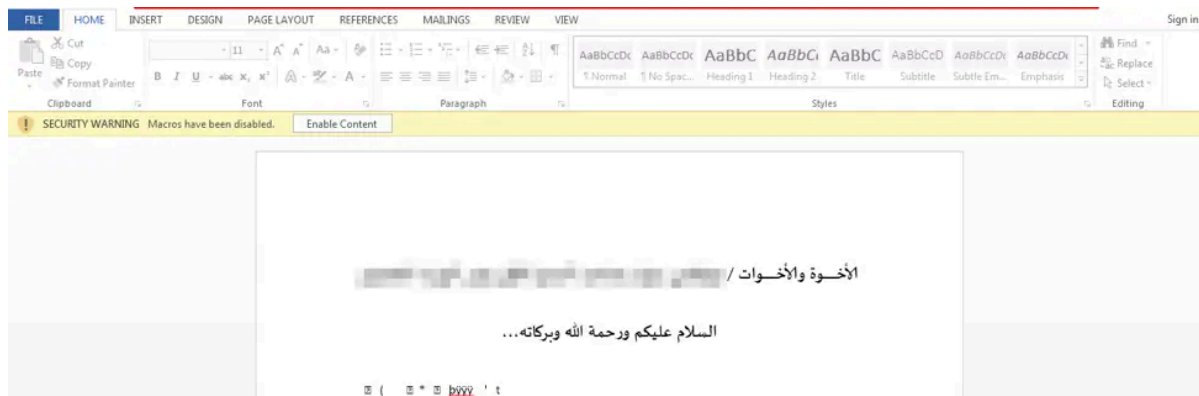 FILE HOME INSERT DESIGN PAGE LAYOUT REFERENCES MAILINGS REVIEW VIEW Sign in
Cut
Copy
Format Painter
Paste
11
AaBbCcDc AaBbCcDc AaBbC AaBbC AaBbC AaBbCcD AaBbCcDc AaBbCcDc
¶ Normal ¶ No Spac... Heading 1 Heading 2 Title Subtitle Subtle Em... Emphasis
Find
Replace
Select
Clipboard Font Paragraph Styles Editing
SECURITY WARNING Macros have been disabled. Enable Content
الأخـــوة والأخـــوات /
السلام عليكم ورحمة الله وبركاته...
( * bÿÿÿ ' t